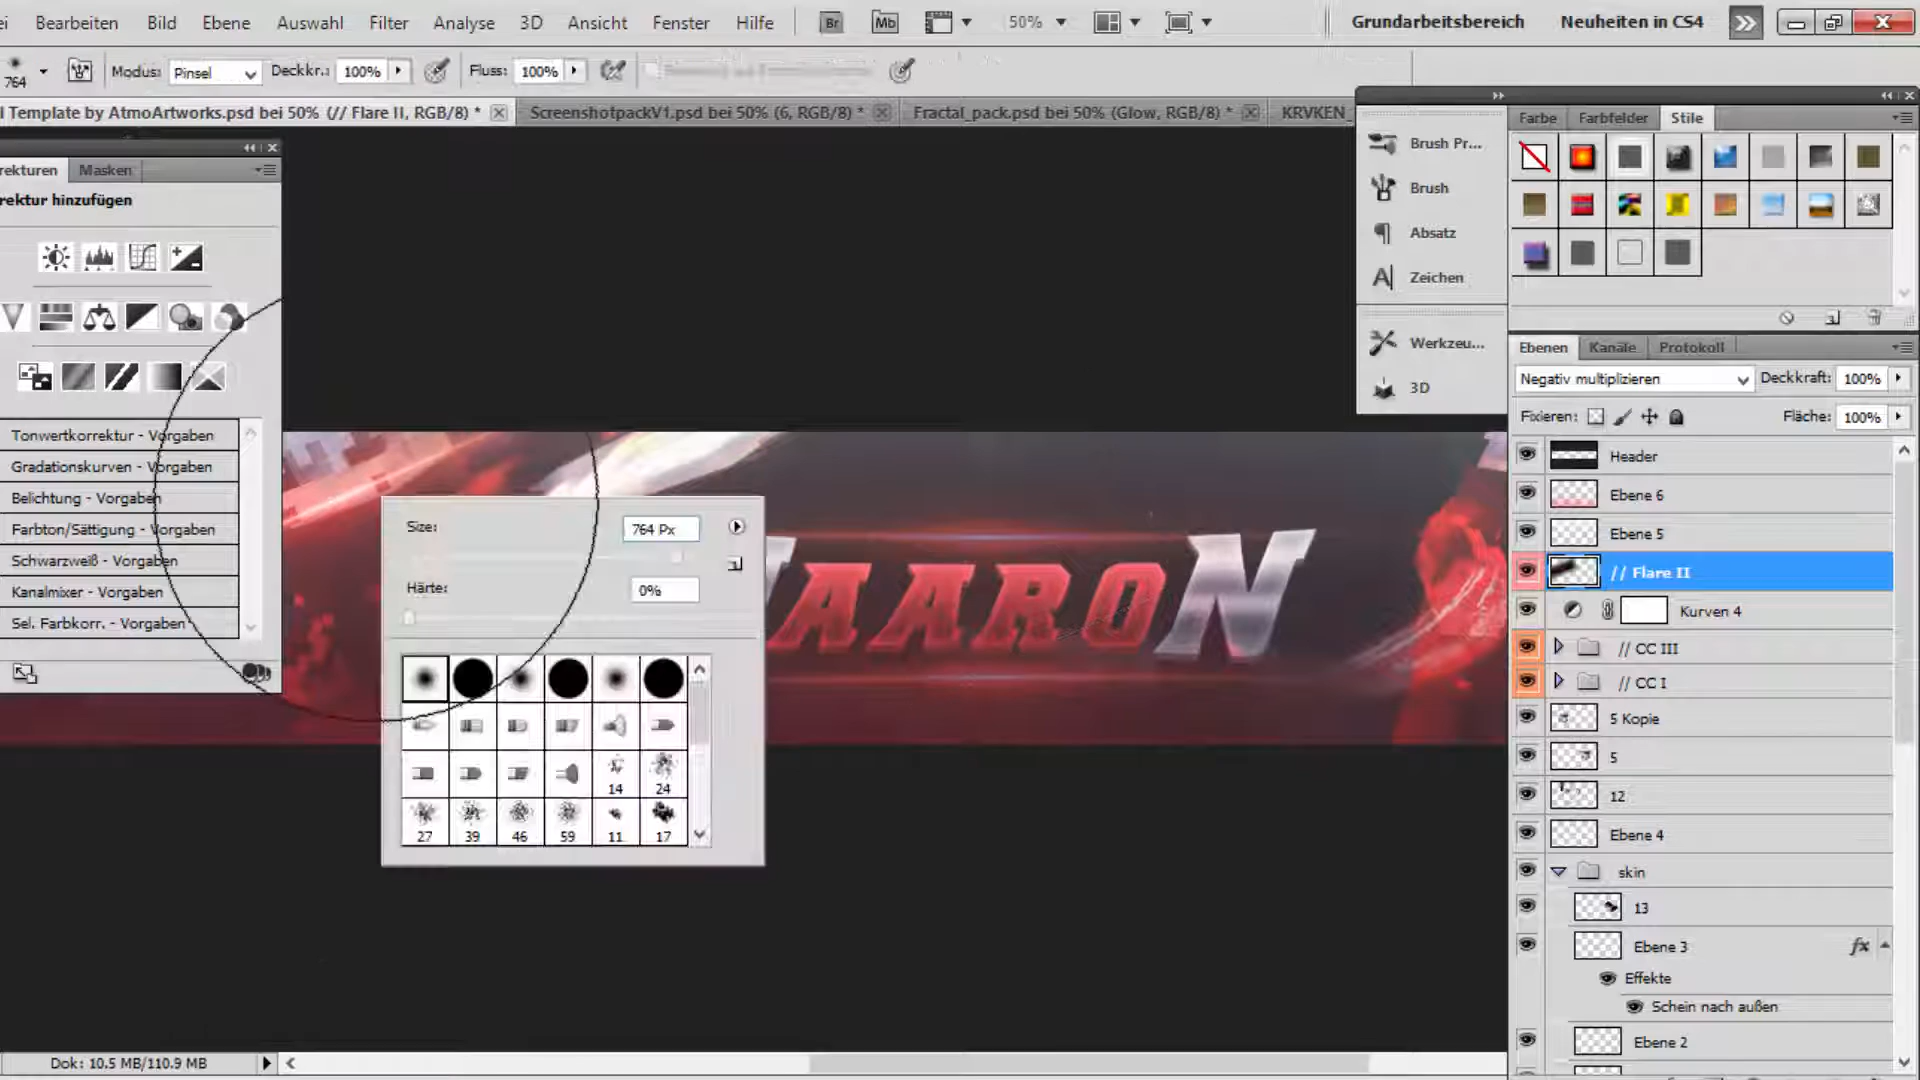 ei Bearbeiten Bild Ebene Auswahl Filter Analyse 3D Ansicht Fenster Hilfe Br Mb 50% Grundarbeitsbereich Neuheiten in CS4
764 Modus: Pinsel Deckkr.: 100% Fluss: 100%
l Template by AtmoArtworks.psd bei 50% (// Flare II, RGB/8) * ScreenshotpackV1.psd bei 50% (6, RGB/8) * Fractal_pack.psd bei 50% (Glow, RGB/8) * KRVKEN_
rekturen Masken
rektur hinzufügen
Tonwertkorrektur - Vorgaben
Gradationskurven - Vorgaben
Belichtung - Vorgaben
Farbton/Sättigung - Vorgaben
Schwarzweiß - Vorgaben
Kanalmixer - Vorgaben
Sel. Farbkorr. - Vorgaben
Size: 764 Px
Härte: 0%
14 24
27 39 46 59 11 17
AARON
Brush Pr...
Brush
Absatz
Zeichen
Werkzeu...
3D
Farbe Farbfelder Stile
Ebenen Kanäle Protokoll
Negativ multiplizieren Deckkraft: 100%
Fixieren: Fläche: 100%
Header
Ebene 6
Ebene 5
// Flare II
Kurven 4
// CC III
// CC I
5 Kopie
5
12
Ebene 4
skin
13
Ebene 3 fx
Effekte
Schein nach außen
Ebene 2
Dok: 10.5 MB/110.9 MB